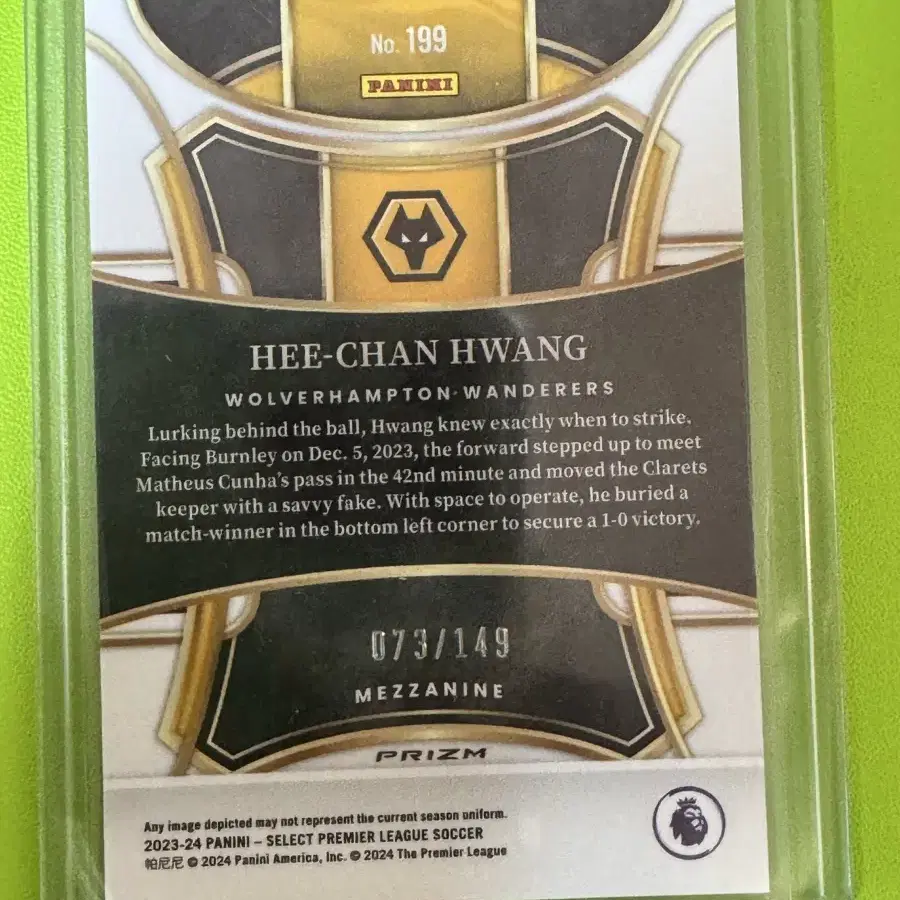 No. 199
PANINI
HEE-CHAN HWANG
WOLVERHAMPTON WANDERERS
Lurking behind the ball, Hwang knew exactly when to strike.
Facing Burnley on Dec. 5, 2023, the forward stepped up to meet
Matheus Cunha's pass in the 42nd minute and moved the Clarets
keeper with a savvy fake. With space to operate, he buried a
match-winner in the bottom left corner to secure a 1-0 victory.
073/149
MEZZANINE
PRIZM
Any image depicted may not represent the current season uniform.
2023-24 PANINI – SELECT PREMIER LEAGUE SOCCER
帕尼尼 © 2024 Panini America, Inc. © 2024 The Premier League